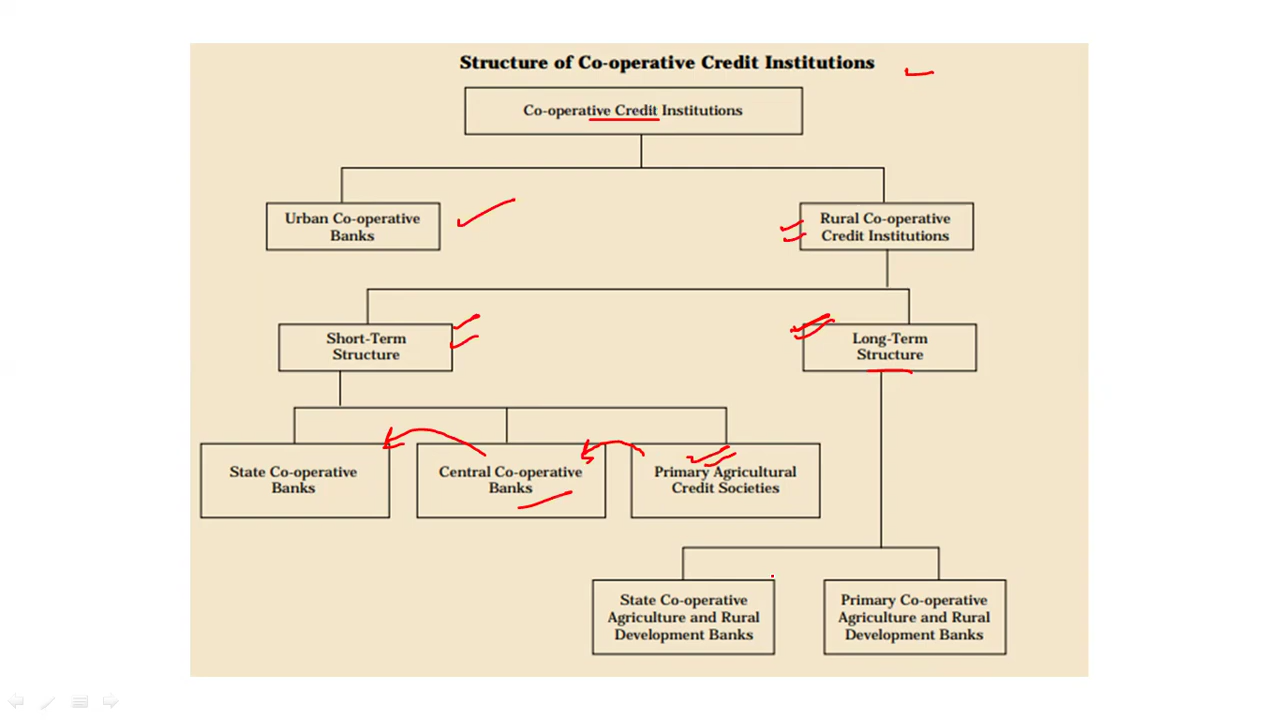 Structure of Co-operative Credit Institutions
Co-operative Credit Institutions
Urban Co-operative
Banks
Rural Co-operative
Credit Institutions
Short-Term
Structure
Long-Term
Structure
State Co-operative
Banks
Central Co-operative
Banks
Primary Agricultural
Credit Societies
State Co-operative
Agriculture and Rural
Development Banks
Primary Co-operative
Agriculture and Rural
Development Banks